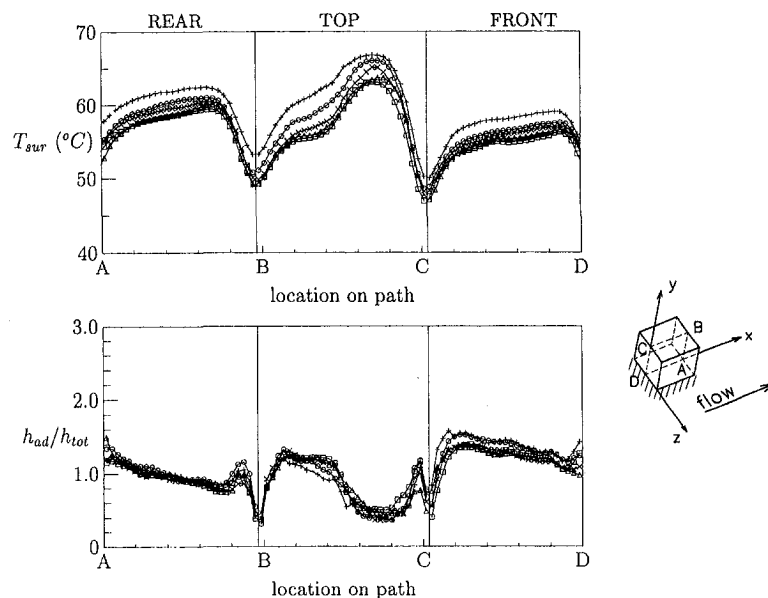 REAR TOP FRONT
70
60
T_sur (°C)
50
40
A B C D
location on path
3.0
2.0
h_ad/h_tot
1.0
0
A B C D
location on path
y
B
x
C
A
D
flow
z